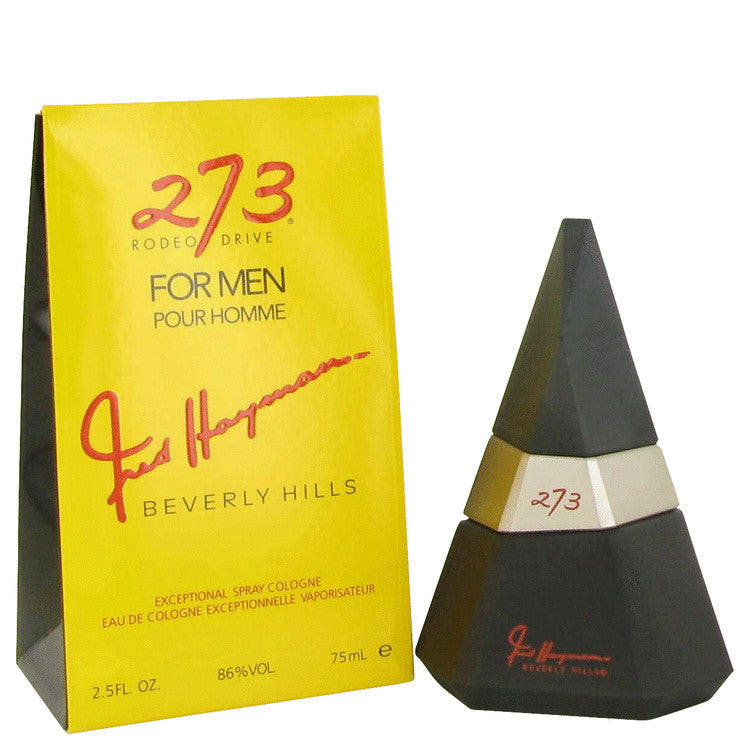 273®
RODEO DRIVE
FOR MEN
POUR HOMME
Fred Hayman
BEVERLY HILLS
EXCEPTIONAL SPRAY COLOGNE
EAU DE COLOGNE EXCEPTIONNELLE VAPORISATEUR
2.5FL. OZ. 86%VOL 75mL e
273
Fred Hayman
BEVERLY HILLS®